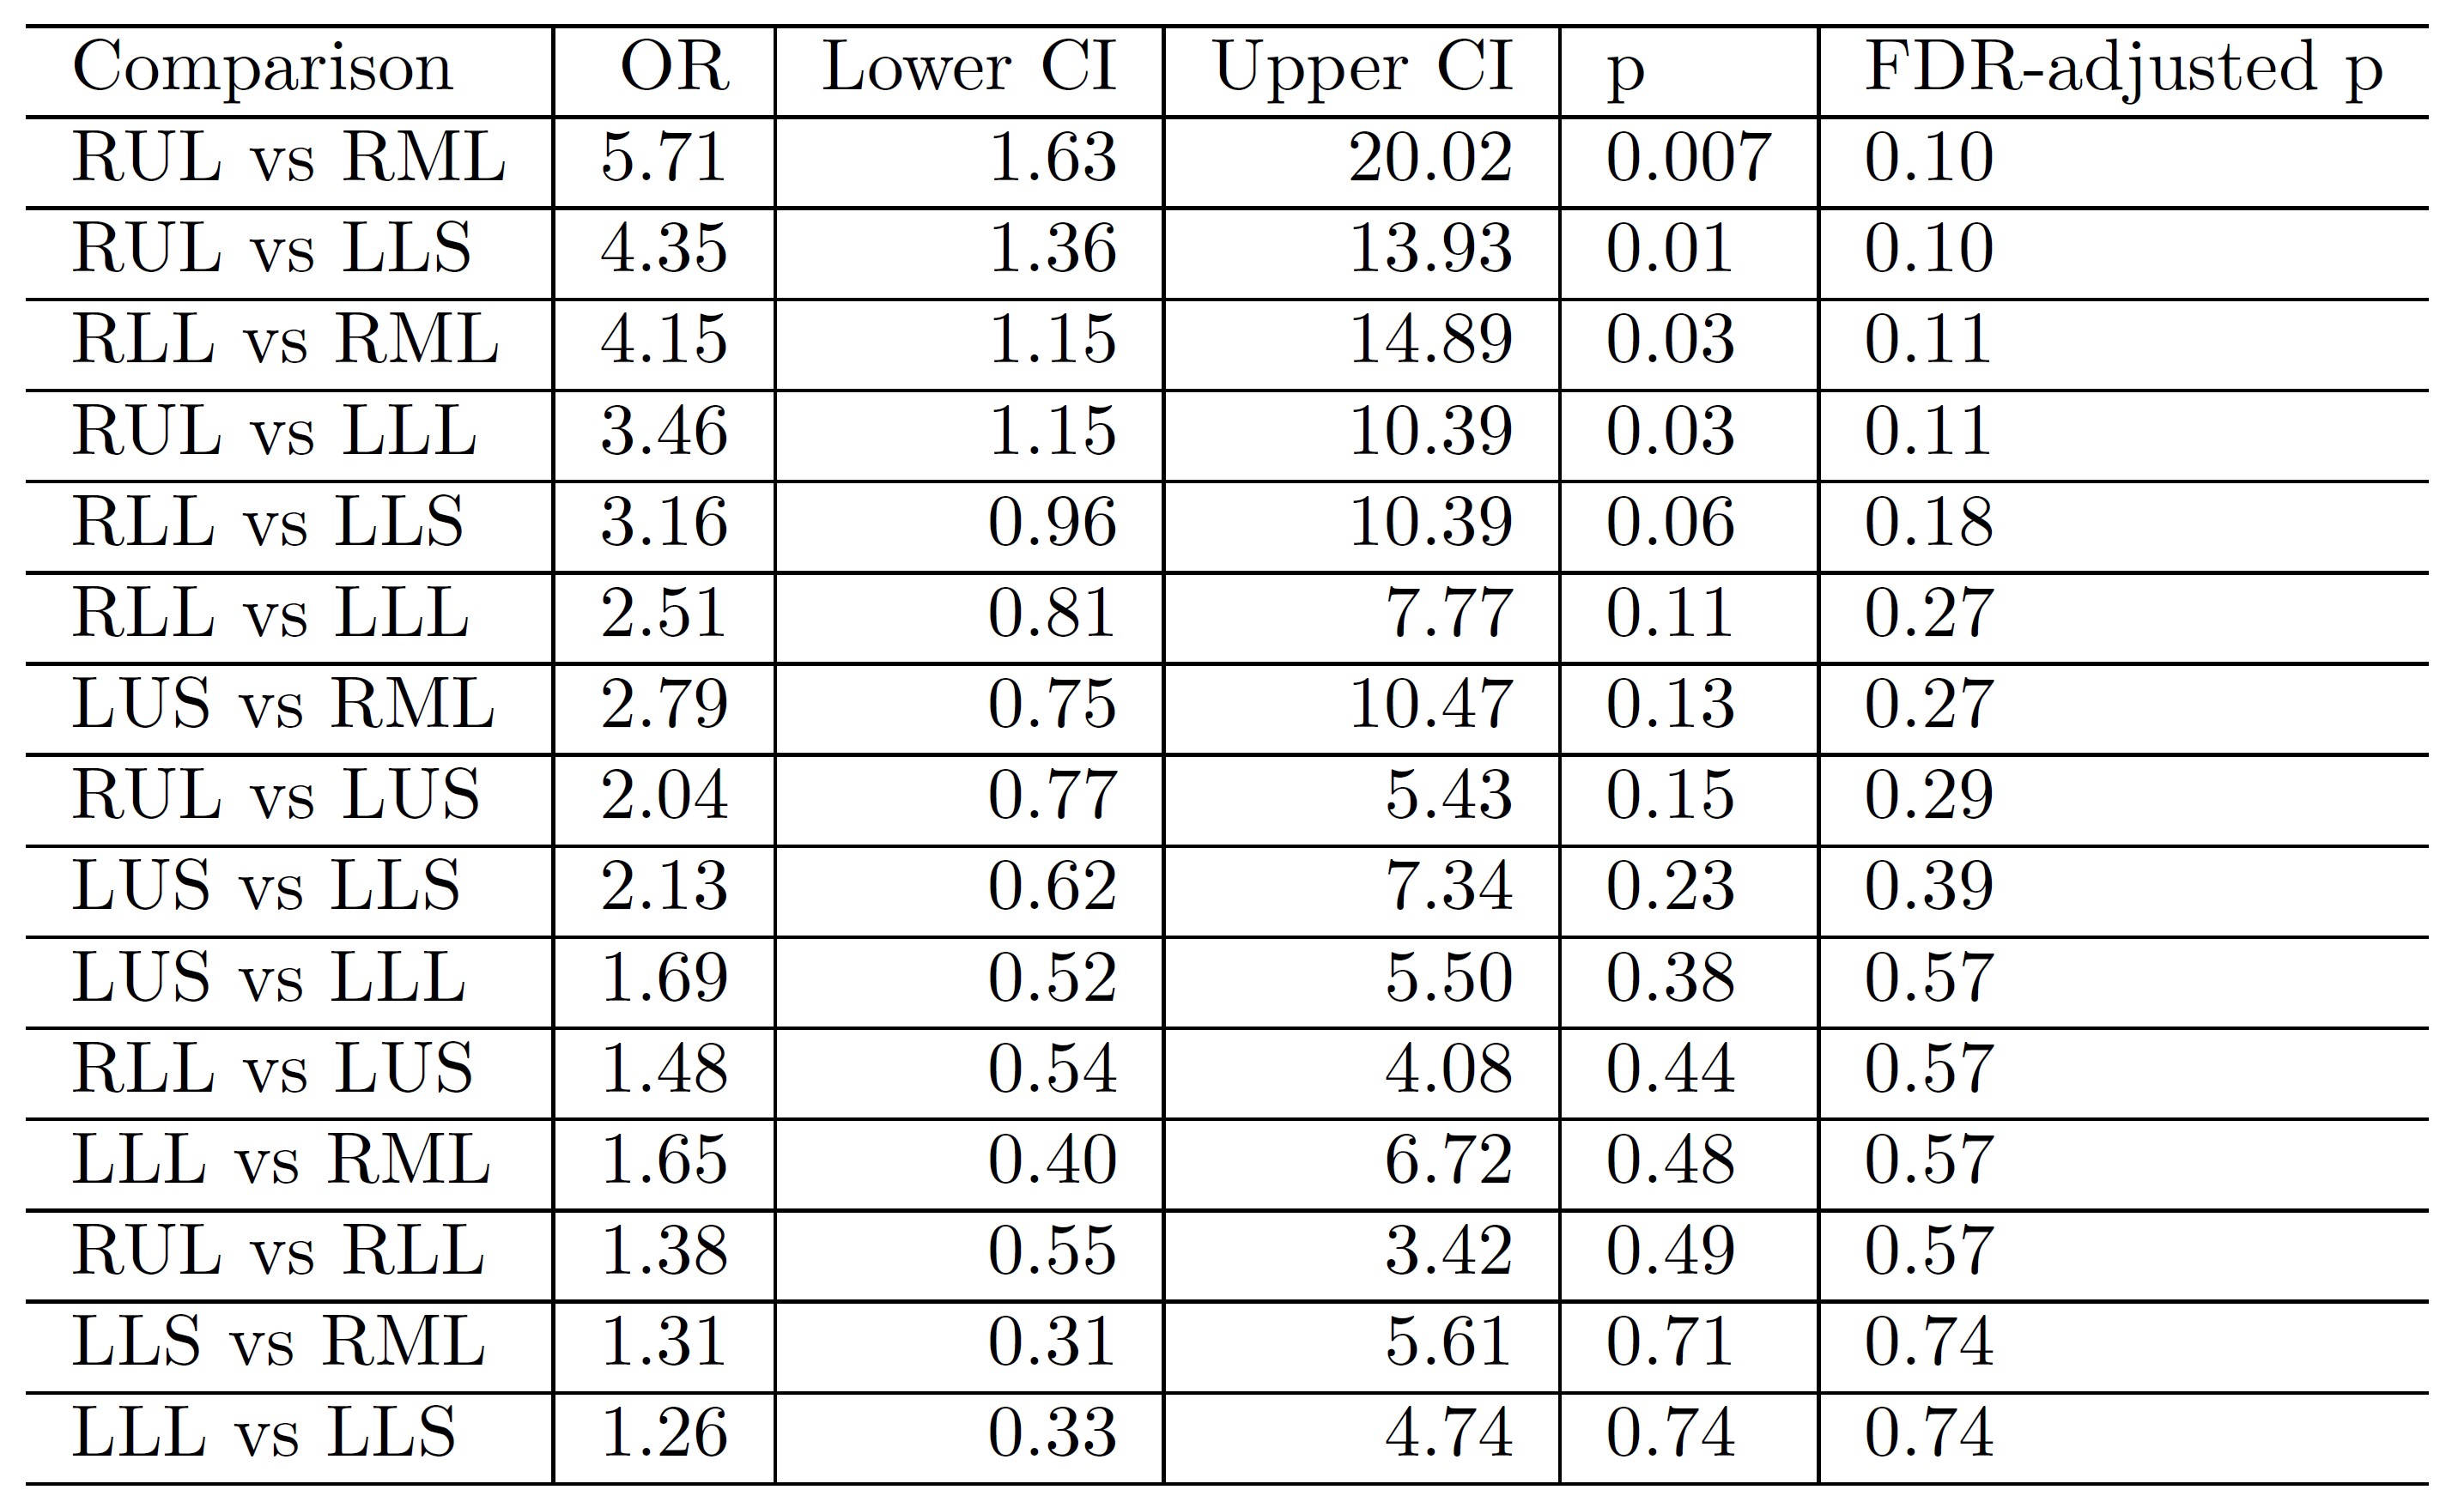 Comparison OR Lower CI Upper CI p FDR-adjusted p
RUL vs RML 5.71 1.63 20.02 0.007 0.10
RUL vs LLS 4.35 1.36 13.93 0.01 0.10
RLL vs RML 4.15 1.15 14.89 0.03 0.11
RUL vs LLL 3.46 1.15 10.39 0.03 0.11
RLL vs LLS 3.16 0.96 10.39 0.06 0.18
RLL vs LLL 2.51 0.81 7.77 0.11 0.27
LUS vs RML 2.79 0.75 10.47 0.13 0.27
RUL vs LUS 2.04 0.77 5.43 0.15 0.29
LUS vs LLS 2.13 0.62 7.34 0.23 0.39
LUS vs LLL 1.69 0.52 5.50 0.38 0.57
RLL vs LUS 1.48 0.54 4.08 0.44 0.57
LLL vs RML 1.65 0.40 6.72 0.48 0.57
RUL vs RLL 1.38 0.55 3.42 0.49 0.57
LLS vs RML 1.31 0.31 5.61 0.71 0.74
LLL vs LLS 1.26 0.33 4.74 0.74 0.74